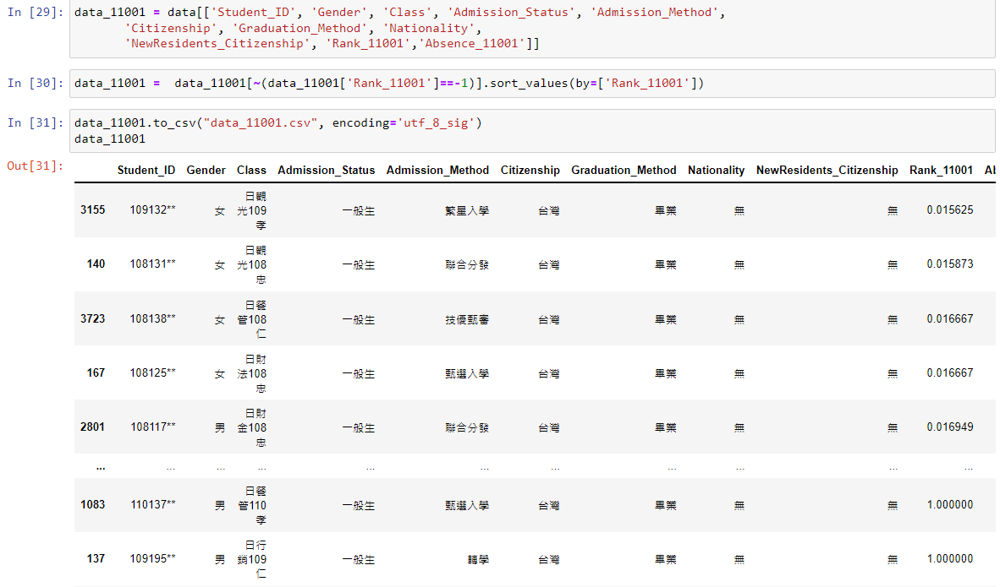 In [29]: data_11001 = data[['Student_ID', 'Gender', 'Class', 'Admission_Status', 'Admission_Method',
'Citizenship', 'Graduation_Method', 'Nationality',
'NewResidents_Citizenship', 'Rank_11001','Absence_11001']]
In [30]: data_11001 =  data_11001[~(data_11001['Rank_11001']==-1)].sort_values(by=['Rank_11001'])
In [31]: data_11001.to_csv("data_11001.csv", encoding='utf_8_sig')
data_11001
Out[31]:
Student_ID Gender Class Admission_Status Admission_Method Citizenship Graduation_Method Nationality NewResidents_Citizenship Rank_11001
日觀
3155 109132** 女 光109 一般生 繁星入學 台灣 畢業 無 無 0.015625
孝
日觀
140 108131** 女 光108 一般生 聯合分發 台灣 畢業 無 無 0.015873
忠
日餐
3723 108138** 女 管108 一般生 技優甄審 台灣 畢業 無 無 0.016667
仁
日財
167 108125** 女 法108 一般生 甄選入學 台灣 畢業 無 無 0.016667
忠
日財
2801 108117** 男 金108 一般生 聯合分發 台灣 畢業 無 無 0.016949
忠
... ... ... ... ... ... ... ... ... ... ...
日餐
1083 110137** 男 管110 一般生 甄選入學 台灣 畢業 無 無 1.000000
孝
日行
137 109195** 男 銷109 一般生 轉學 台灣 畢業 無 無 1.000000
仁